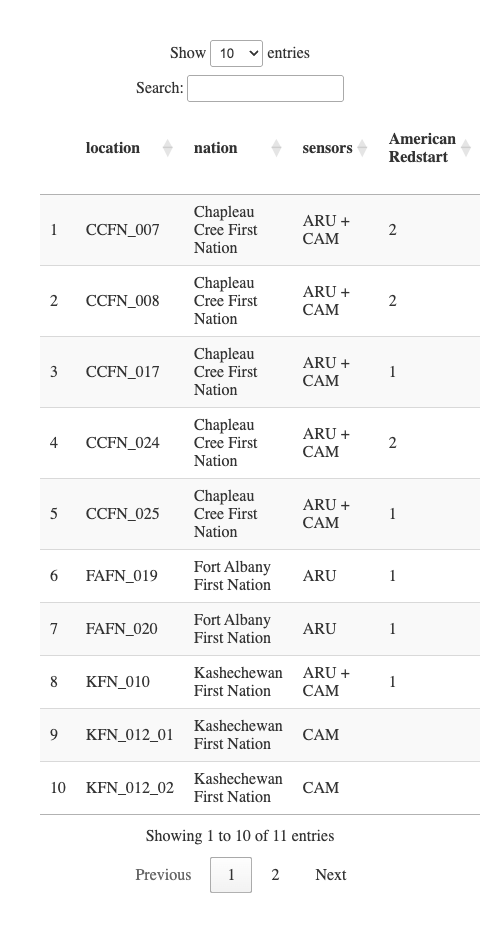 Show 10 entries
Search:
location nation sensors American
Redstart
1 CCFN_007 Chapleau Cree First Nation ARU + CAM 2
2 CCFN_008 Chapleau Cree First Nation ARU + CAM 2
3 CCFN_017 Chapleau Cree First Nation ARU + CAM 1
4 CCFN_024 Chapleau Cree First Nation ARU + CAM 2
5 CCFN_025 Chapleau Cree First Nation ARU + CAM 1
6 FAFN_019 Fort Albany First Nation ARU 1
7 FAFN_020 Fort Albany First Nation ARU 1
8 KFN_010 Kashechewan First Nation ARU + CAM 1
9 KFN_012_01 Kashechewan First Nation CAM
10 KFN_012_02 Kashechewan First Nation CAM
Showing 1 to 10 of 11 entries
Previous 1 2 Next